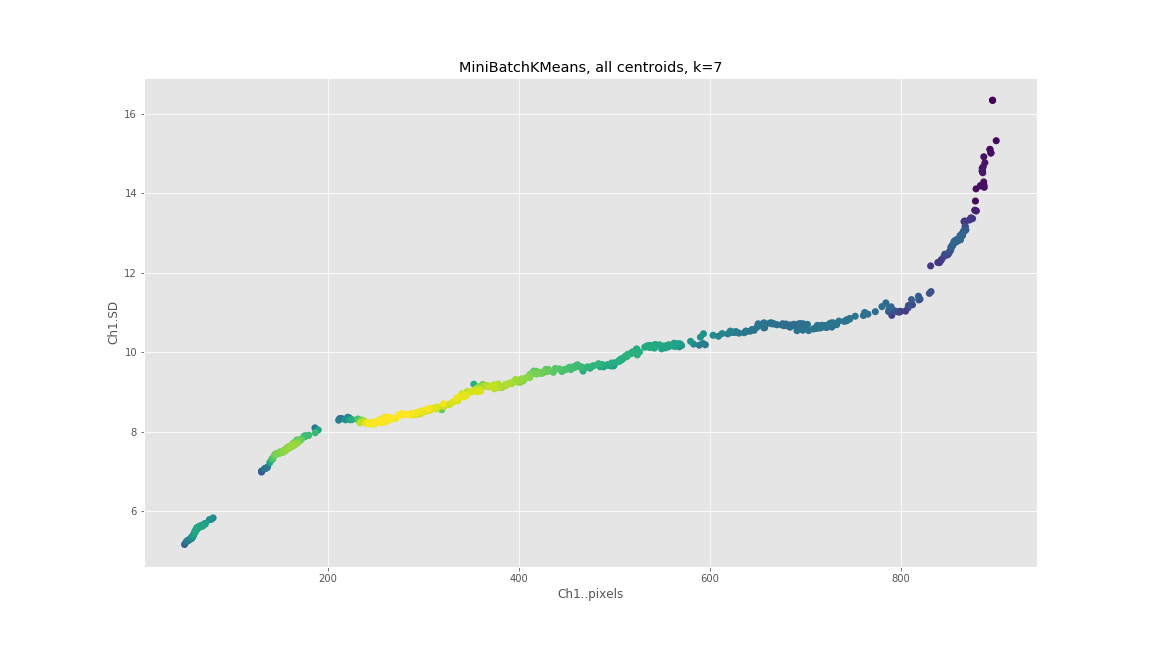 MiniBatchKMeans, all centroids, k=7
16
14
12
10
8
6
Ch1.SD
200 400 600 800
Ch1..pixels